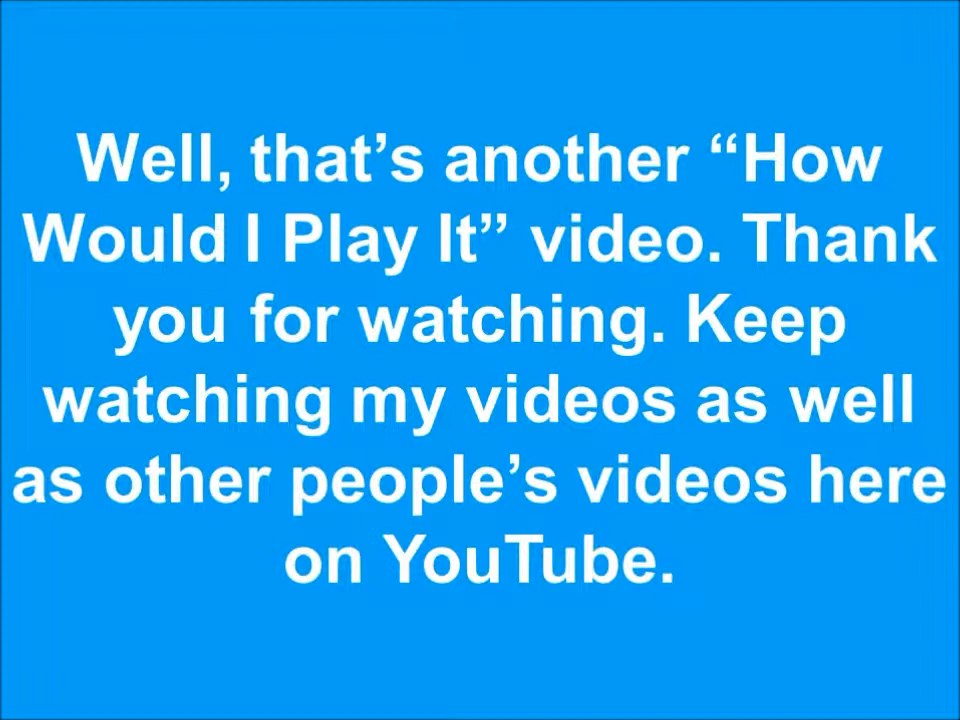 Well, that’s another “How
Would I Play It” video. Thank
you for watching. Keep
watching my videos as well
as other people’s videos here
on YouTube.